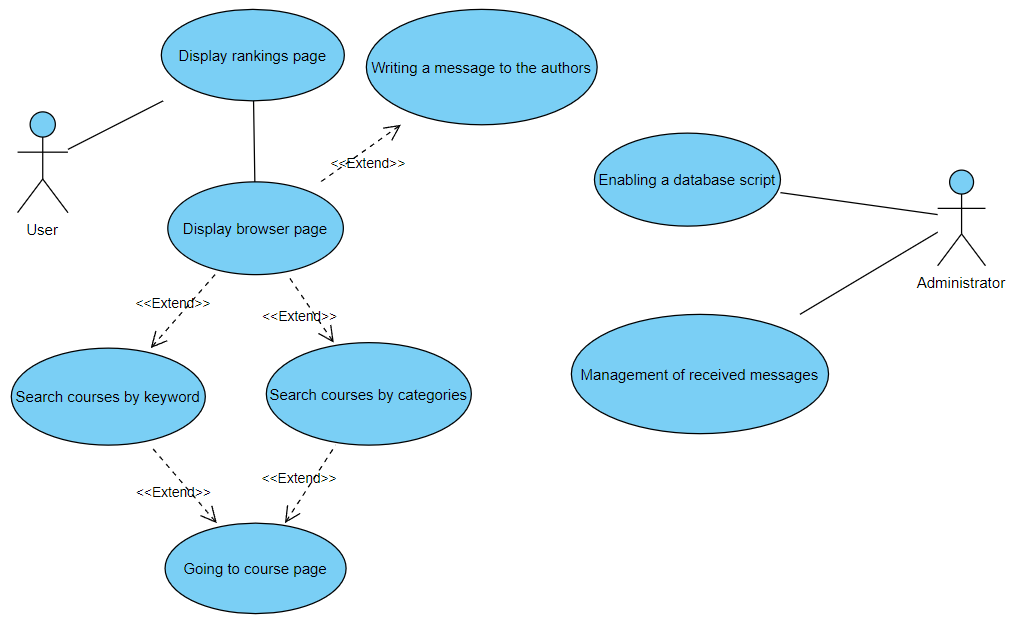 Display rankings page
Writing a message to the authors
<<Extend>>
User
Display browser page
Enabling a database script
Administrator
<<Extend>>
<<Extend>>
Search courses by keyword
Search courses by categories
Management of received messages
<<Extend>>
<<Extend>>
Going to course page